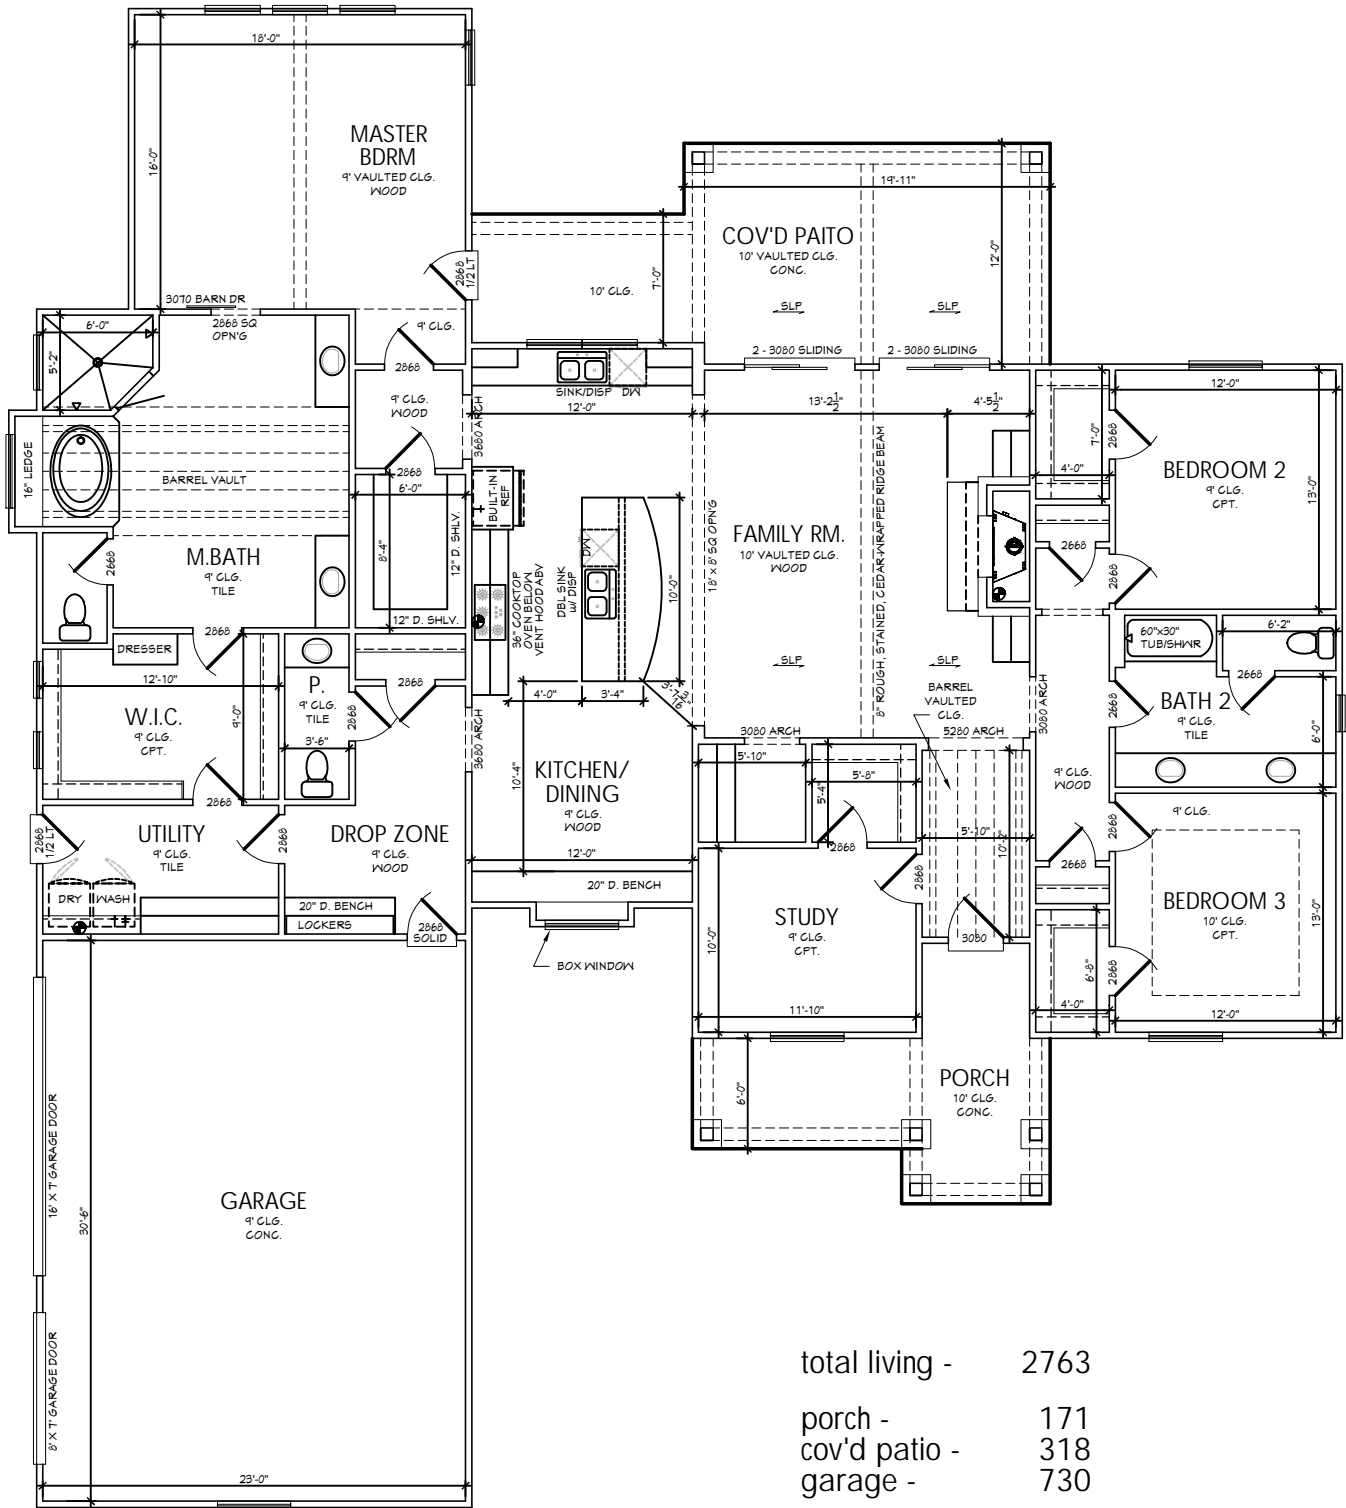 18'-0"
16'-0"
MASTER
BDRM
9' VAULTED CLG.
WOOD
19'-11"
COV'D PAITO
10' VAULTED CLG.
CONC.
12'-0"
7'-0"
10' CLG.
2868
1/2 LT
3070 BARN DR
2868 SQ
OPN'G
9' CLG.
SLP
SLP
6'-0"
5'-2"
2868
2 - 3080 SLIDING
2 - 3080 SLIDING
9' CLG.
WOOD
SINK/DISP
DW
12'-0"
13'-2 1/2"
4'-5 1/2"
12'-0"
3680 ARCH
2868
7'-0"
4'-0"
2868
BEDROOM 2
9' CLG.
CPT.
13'-0"
16" LEDGE
BARREL VAULT
6'-0"
BUILT-IN
REF
8'-4"
12" D. SHLV.
12" D. SHLV.
M.BATH
9' CLG.
TILE
2668
2868
DW
DBL SINK
W/ DISP
36" COOKTOP
OVEN BELOW
VENT HOOD ABV
10'-0"
18' X 8' SQ OPN'G
FAMILY RM.
10' VAULTED CLG.
WOOD
8" ROUGH, STAINED, CEDAR-WRAPPED RIDGE BEAM
2668
2868
60"x30"
TUB/SHWR
6'-2"
SLP
SLP
DRESSER
12'-10"
W.I.C.
9' CLG.
CPT.
9'-0"
P.
9' CLG.
TILE
3'-6"
2868
2868
4'-0"
3'-4"
3'-7 3/16"
BARREL
VAULTED
CLG.
3080 ARCH
2668
2668
BATH 2
9' CLG.
TILE
6'-0"
3680 ARCH
3080 ARCH
5280 ARCH
10'-4"
KITCHEN/
DINING
9' CLG.
WOOD
5'-10"
5'-8"
5'-4"
9' CLG.
WOOD
2868
2868
1/2 LT
UTILITY
9' CLG.
TILE
2868
DROP ZONE
9' CLG.
WOOD
12'-0"
2868
5'-10"
10'-2"
2868
9' CLG.
2668
2868
DRY
WASH
20" D. BENCH
LOCKERS
2868
SOLID
20" D. BENCH
BOX WINDOW
STUDY
9' CLG.
CPT.
10'-0"
11'-10"
3080
BEDROOM 3
10' CLG.
CPT.
13'-0"
6'-8"
2868
4'-0"
12'-0"
6'-0"
PORCH
10' CLG.
CONC.
16' X 7' GARAGE DOOR
30'-6"
GARAGE
9' CLG.
CONC.
8' X 7' GARAGE DOOR
23'-0"
total living - 2763
porch - 171
cov'd patio - 318
garage - 730